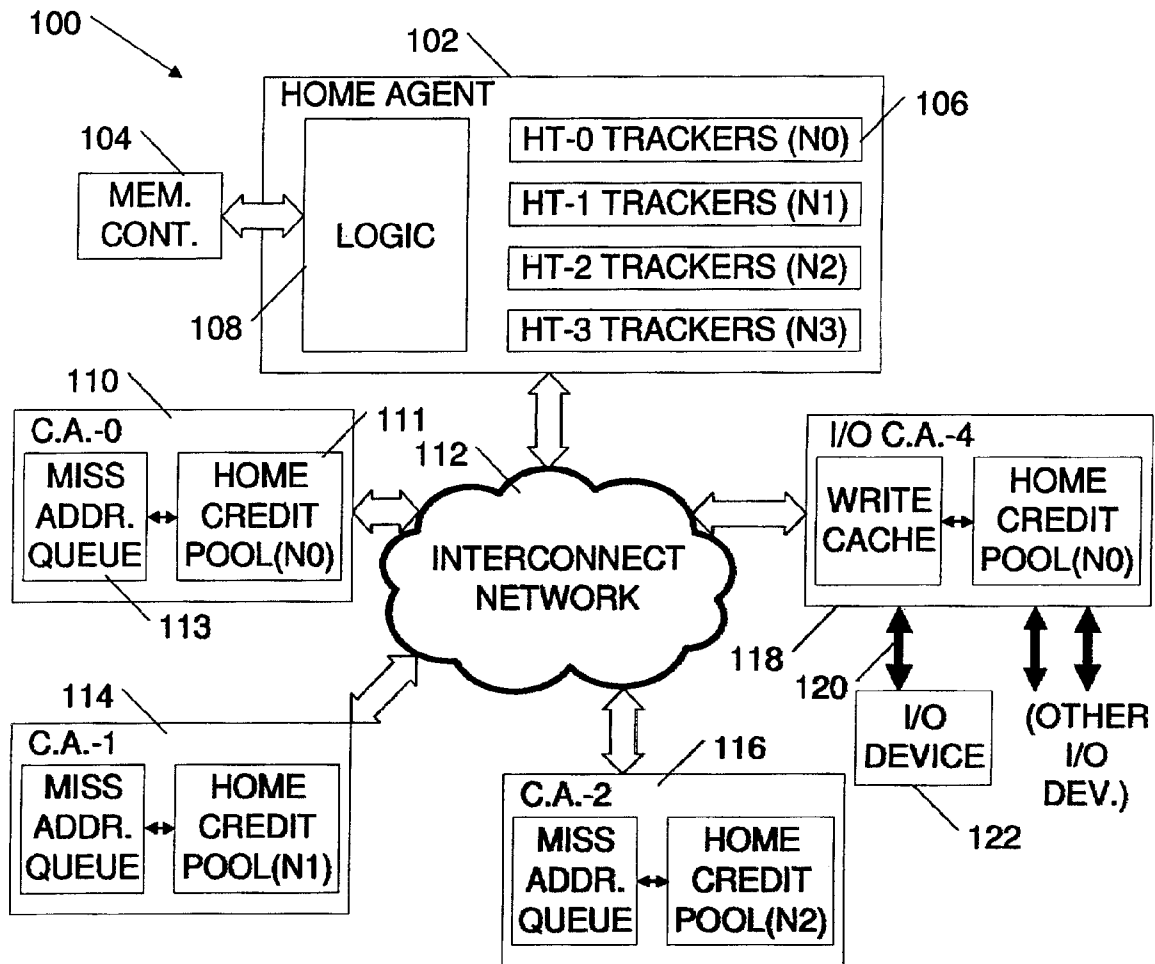 100
102
HOME AGENT
106
104
HT-0 TRACKERS (N0)
MEM.
CONT.
LOGIC
HT-1 TRACKERS (N1)
HT-2 TRACKERS (N2)
108
HT-3 TRACKERS (N3)
110
C.A.-0
111
MISS
ADDR.
QUEUE
HOME
CREDIT
POOL(N0)
113
112
INTERCONNECT
NETWORK
I/O C.A.-4
WRITE
CACHE
HOME
CREDIT
POOL(N0)
118
120
I/O
DEVICE
122
(OTHER
I/O
DEV.)
114
C.A.-1
MISS
ADDR.
QUEUE
HOME
CREDIT
POOL(N1)
116
C.A.-2
MISS
ADDR.
QUEUE
HOME
CREDIT
POOL(N2)